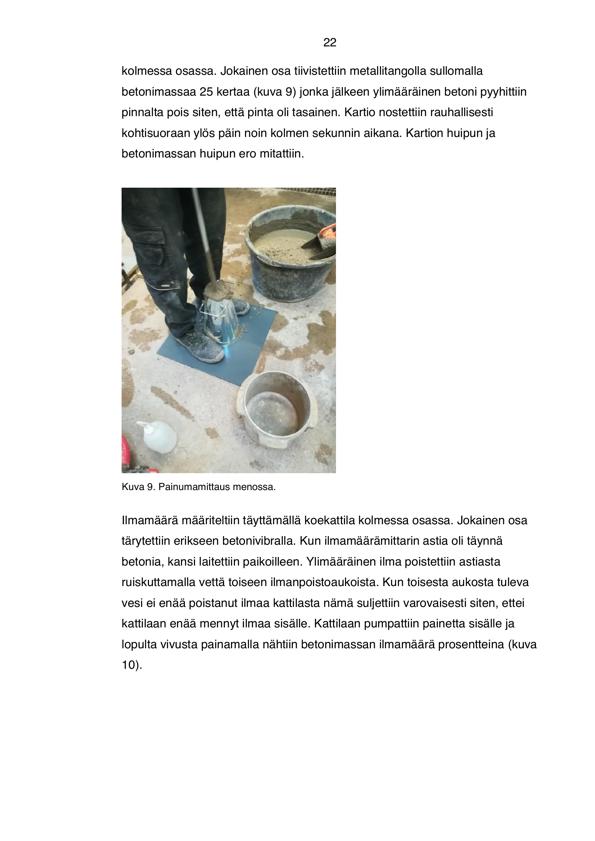 22
kolmessa osassa. Jokainen osa tiivistettiin metallitangolla sullomalla
betonimassaa 25 kertaa (kuva 9) jonka jälkeen ylimääräinen betoni pyyhittiin
pinnalta pois siten, että pinta oli tasainen. Kartio nostettiin rauhallisesti
kohtisuoraan ylös päin noin kolmen sekunnin aikana. Kartion huipun ja
betonimassan huipun ero mitattiin.
Kuva 9. Painumamittaus menossa.
Ilmamäärä määriteltiin täyttämällä koekattila kolmessa osassa. Jokainen osa
tärytettiin erikseen betonivibralla. Kun ilmamäärämittarin astia oli täynnä
betonia, kansi laitettiin paikoilleen. Ylimääräinen ilma poistettiin astiasta
ruiskuttamalla vettä toiseen ilmanpoistoaukoista. Kun toisesta aukosta tuleva
vesi ei enää poistanut ilmaa kattilasta nämä suljettiin varovaisesti siten, ettei
kattilaan enää mennyt ilmaa sisälle. Kattilaan pumpattiin painetta sisälle ja
lopulta vivusta painamalla nähtiin betonimassan ilmamäärä prosentteina (kuva
10).